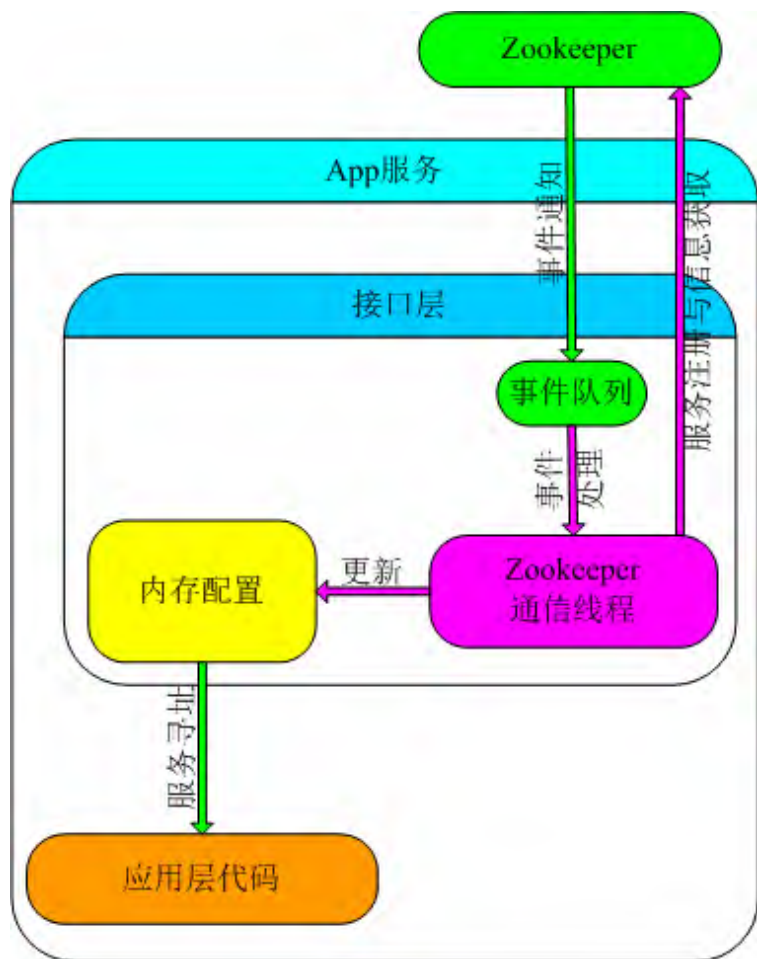 Zookeeper
App服务
事件通知
服务注册与信息获取
接口层
事件队列
事件
处理
内存配置
更新
Zookeeper
通信线程
服务寻址
应用层代码